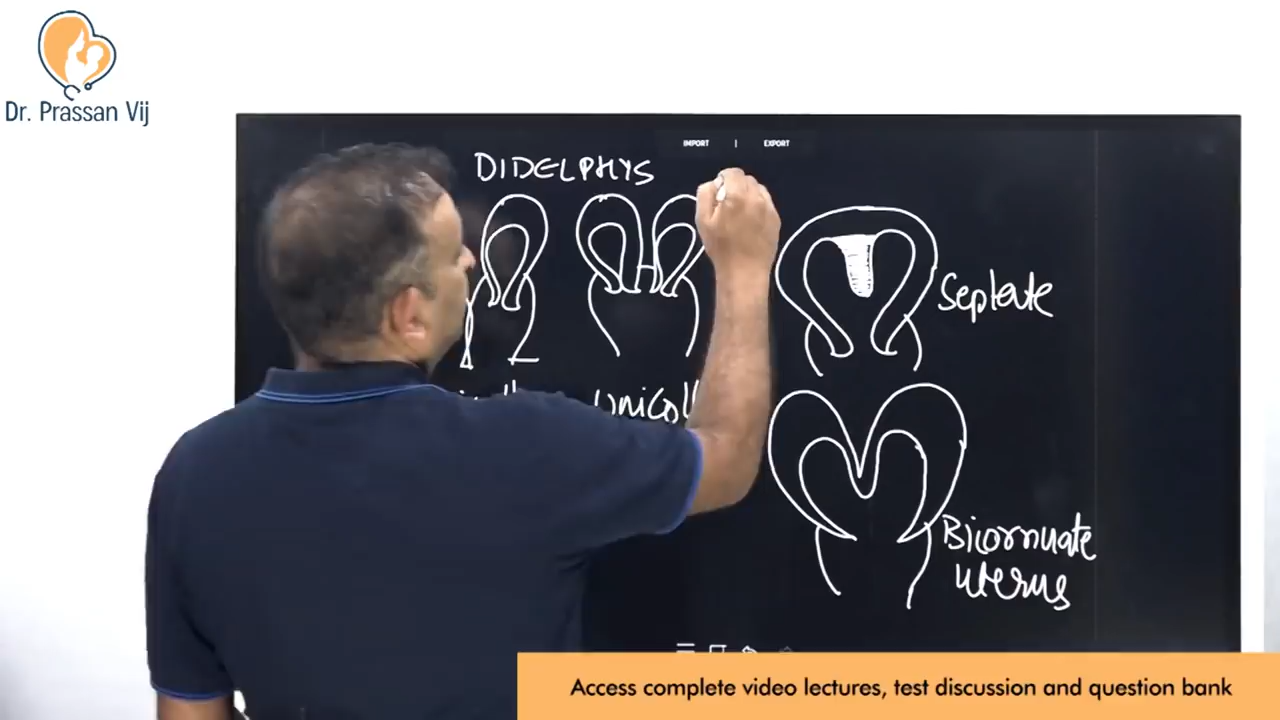 Dr. Prassan Vij
IMPORT | EXPORT
DIDELPHYS
Septate
Bicornuate
uterus
Access complete video lectures, test discussion and question bank